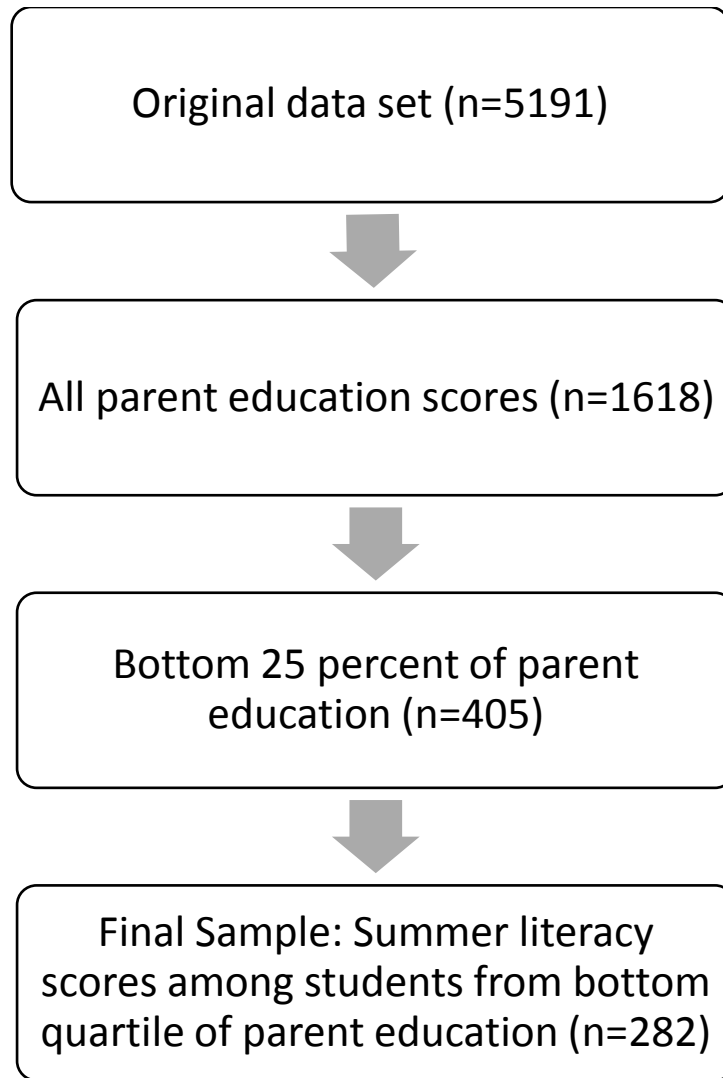 Original data set (n=5191)
All parent education scores (n=1618)
Bottom 25 percent of parent
education (n=405)
Final Sample: Summer literacy
scores among students from bottom
quartile of parent education (n=282)